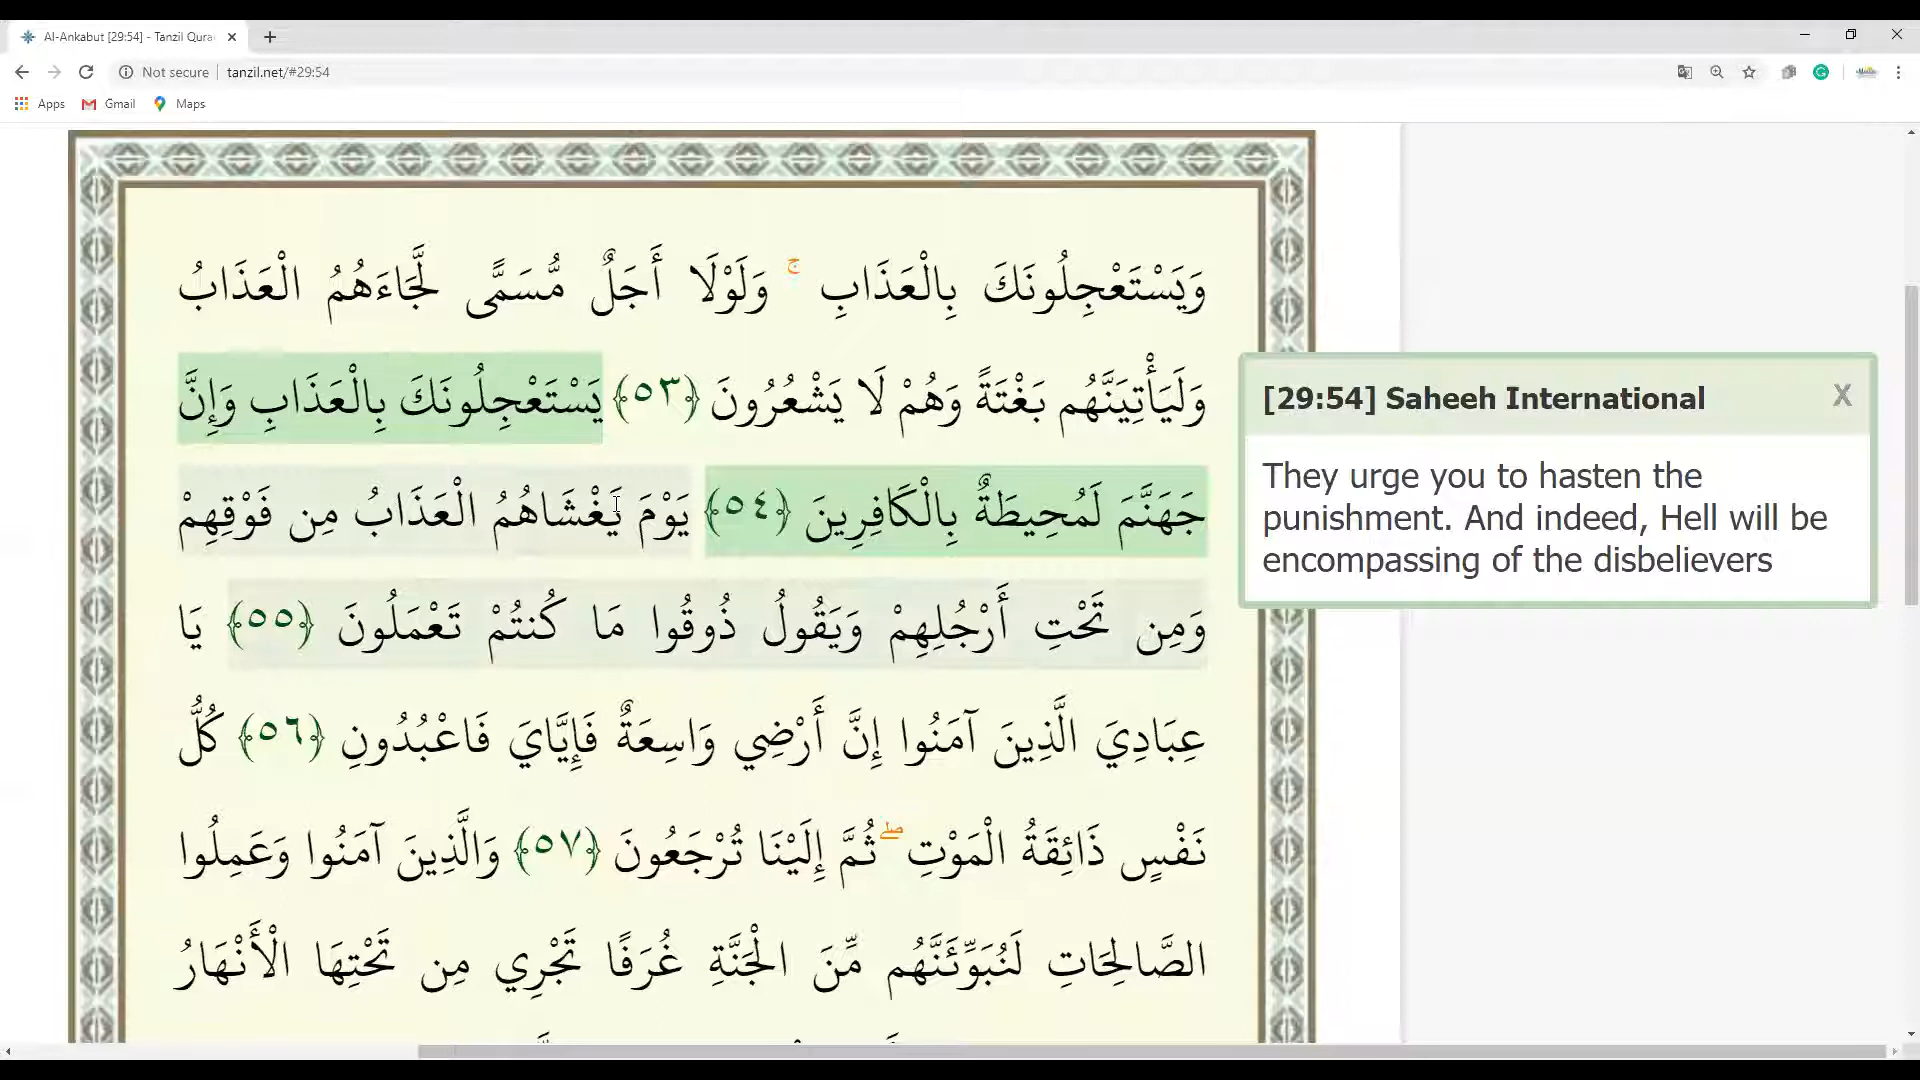 Al-Ankabut [29:54] - Tanzil Qura
Not secure
tanzil.net/#29:54
Apps
Gmail
Maps
وَيَسْتَعْجِلُونَكَ بِالْعَذَابِ ۚ وَلَوْلَا أَجَلٌ مُّسَمًّى لَّجَاءَهُمُ الْعَذَابُ
وَلَيَأْتِيَنَّهُم بَغْتَةً وَهُمْ لَا يَشْعُرُونَ ﴿٥٣﴾ يَسْتَعْجِلُونَكَ بِالْعَذَابِ وَإِنَّ
جَهَنَّمَ لَمُحِيطَةٌ بِالْكَافِرِينَ ﴿٥٤﴾ يَوْمَ يَغْشَاهُمُ الْعَذَابُ مِن فَوْقِهِمْ
وَمِن تَحْتِ أَرْجُلِهِمْ وَيَقُولُ ذُوقُوا مَا كُنتُمْ تَعْمَلُونَ ﴿٥٥﴾ يَا
عِبَادِيَ الَّذِينَ آمَنُوا إِنَّ أَرْضِي وَاسِعَةٌ فَإِيَّايَ فَاعْبُدُونِ ﴿٥٦﴾ كُلُّ
نَفْسٍ ذَائِقَةُ الْمَوْتِ ۖ ثُمَّ إِلَيْنَا تُرْجَعُونَ ﴿٥٧﴾ وَالَّذِينَ آمَنُوا وَعَمِلُوا
الصَّالِحَاتِ لَنُبَوِّئَنَّهُم مِّنَ الْجَنَّةِ غُرَفًا تَجْرِي مِن تَحْتِهَا الْأَنْهَارُ
[29:54] Saheeh International
X
They urge you to hasten the
punishment. And indeed, Hell will be
encompassing of the disbelievers